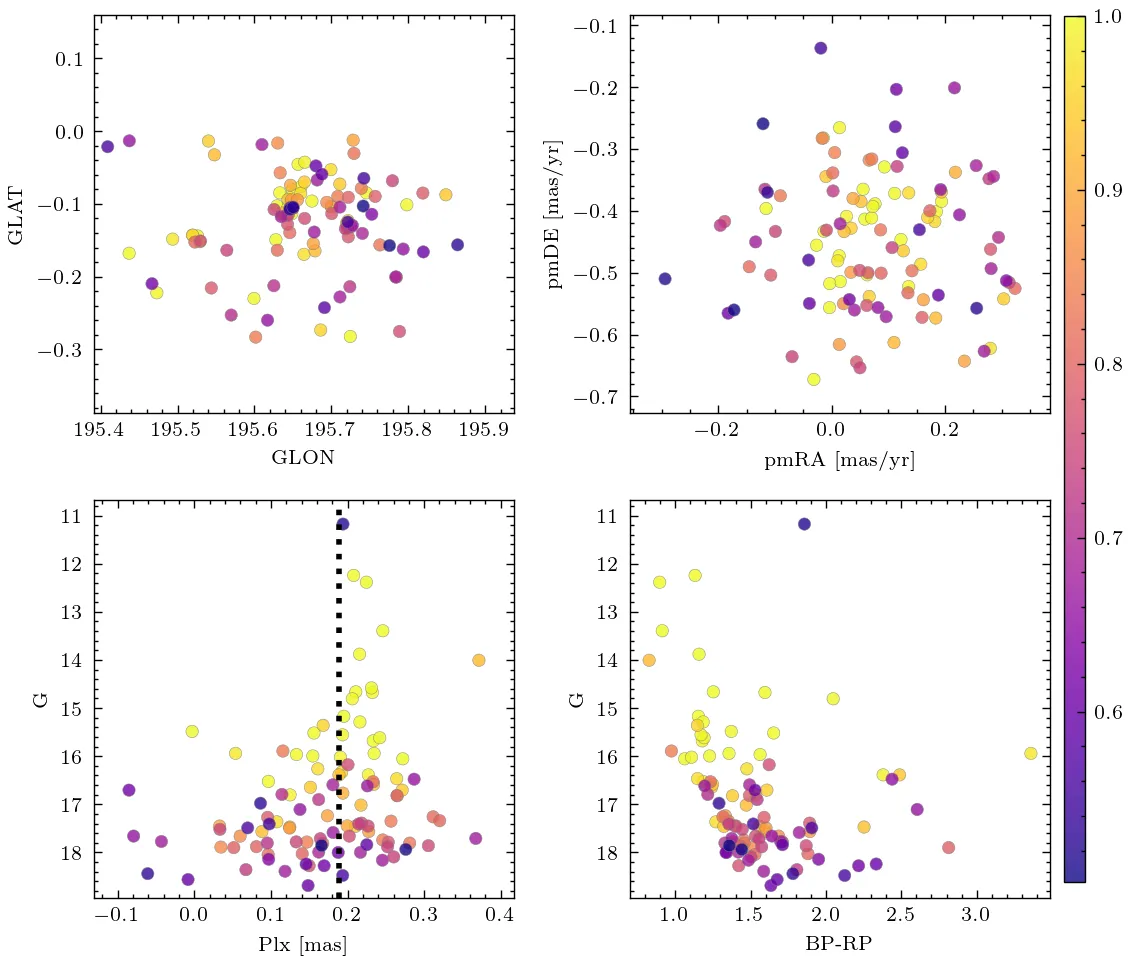 0.1
0.0
−0.1
−0.2
−0.3
GLAT
195.4 195.5 195.6 195.7 195.8 195.9
GLON
−0.1
−0.2
−0.3
−0.4
−0.5
−0.6
−0.7
pmDE [mas/yr]
−0.2 0.0 0.2
pmRA [mas/yr]
1.0
0.9
0.8
0.7
0.6
11
12
13
14
15
16
17
18
G
−0.1 0.0 0.1 0.2 0.3 0.4
Plx [mas]
11
12
13
14
15
16
17
18
G
1.0 1.5 2.0 2.5 3.0
BP-RP